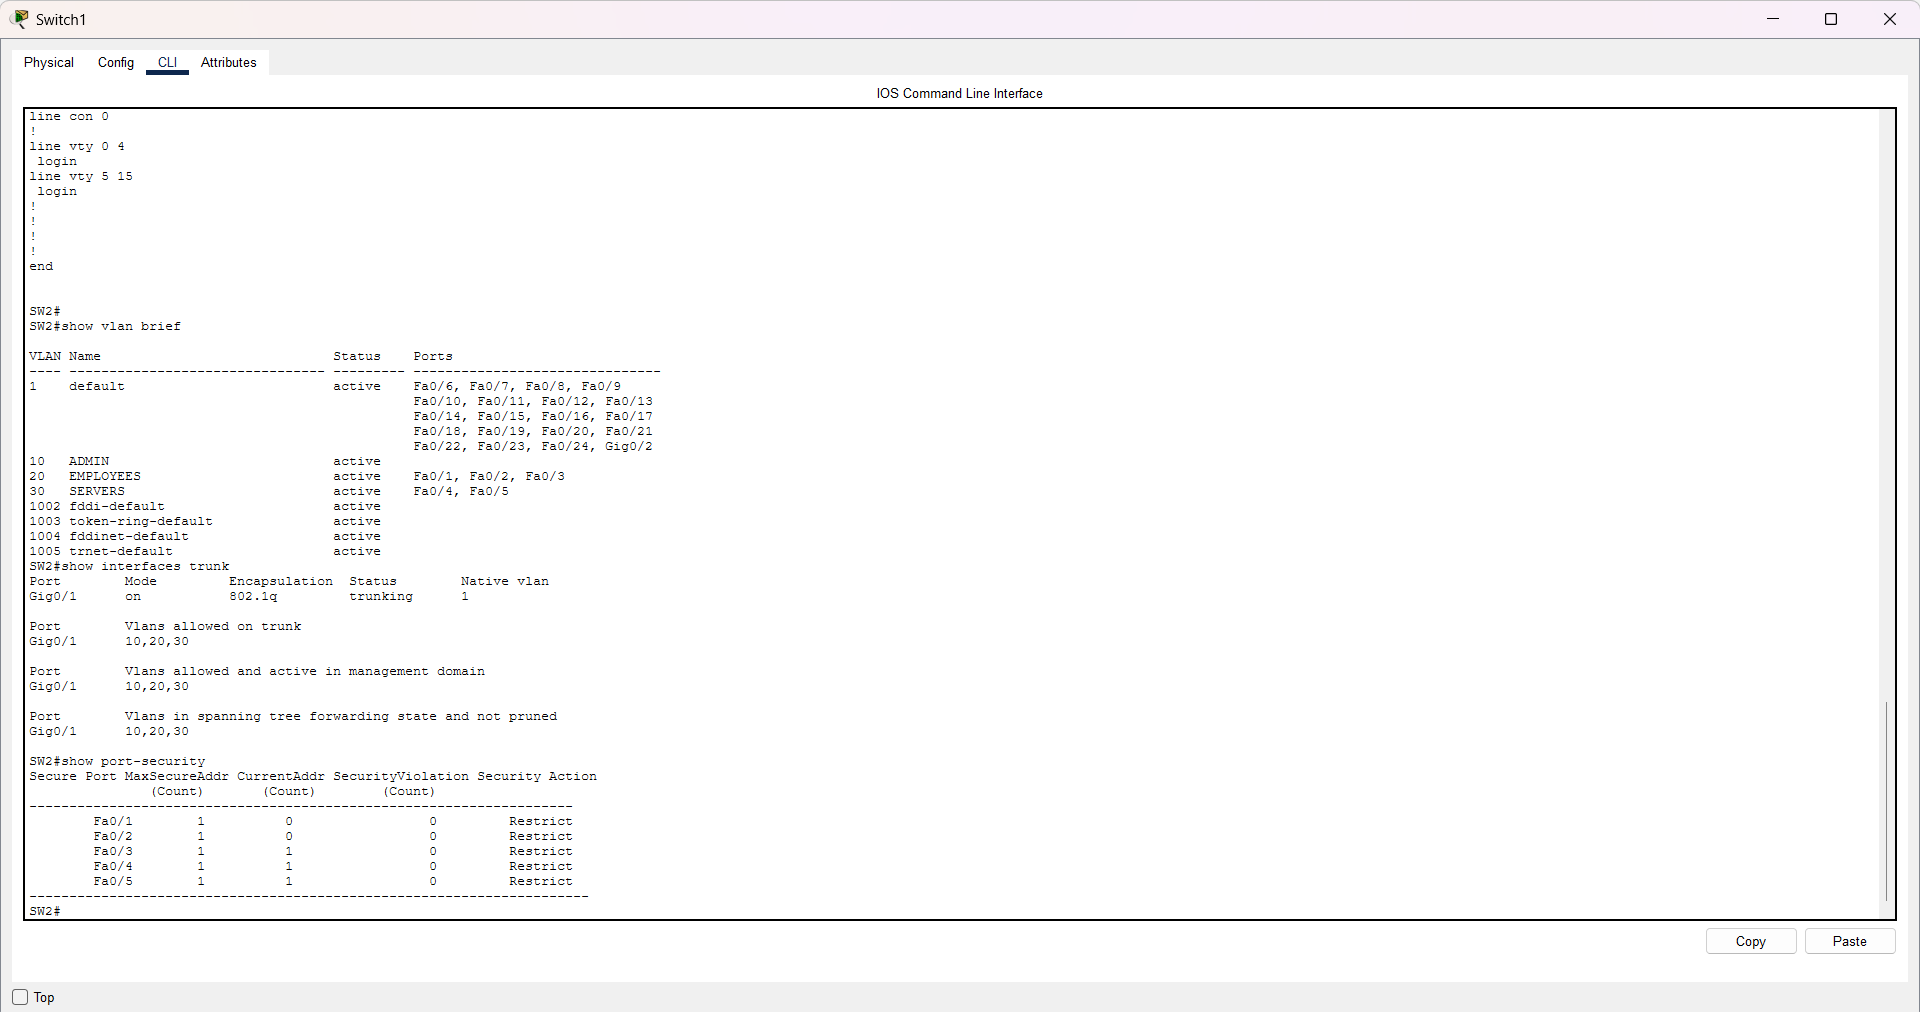 Switch1
Physical Config CLI Attributes
IOS Command Line Interface
line con 0
!
line vty 0 4
 login
line vty 5 15
 login
!
!
!
!
end
SW2#
SW2#show vlan brief
VLAN Name                             Status    Ports
---- -------------------------------- --------- -------------------------------
1    default                          active    Fa0/6, Fa0/7, Fa0/8, Fa0/9
                                                Fa0/10, Fa0/11, Fa0/12, Fa0/13
                                                Fa0/14, Fa0/15, Fa0/16, Fa0/17
                                                Fa0/18, Fa0/19, Fa0/20, Fa0/21
                                                Fa0/22, Fa0/23, Fa0/24, Gig0/2
10   ADMIN                            active
20   EMPLOYEES                        active    Fa0/1, Fa0/2, Fa0/3
30   SERVERS                          active    Fa0/4, Fa0/5
1002 fddi-default                     active
1003 token-ring-default               active
1004 fddinet-default                  active
1005 trnet-default                    active
SW2#show interfaces trunk
Port        Mode         Encapsulation  Status        Native vlan
Gig0/1      on           802.1q         trunking      1
Port        Vlans allowed on trunk
Gig0/1      10,20,30
Port        Vlans allowed and active in management domain
Gig0/1      10,20,30
Port        Vlans in spanning tree forwarding state and not pruned
Gig0/1      10,20,30
SW2#show port-security
Secure Port MaxSecureAddr CurrentAddr SecurityViolation Security Action
               (Count)       (Count)        (Count)
--------------------------------------------------------------------
        Fa0/1        1          0                 0         Restrict
        Fa0/2        1          0                 0         Restrict
        Fa0/3        1          1                 0         Restrict
        Fa0/4        1          1                 0         Restrict
        Fa0/5        1          1                 0         Restrict
----------------------------------------------------------------------
SW2#
Copy Paste
Top